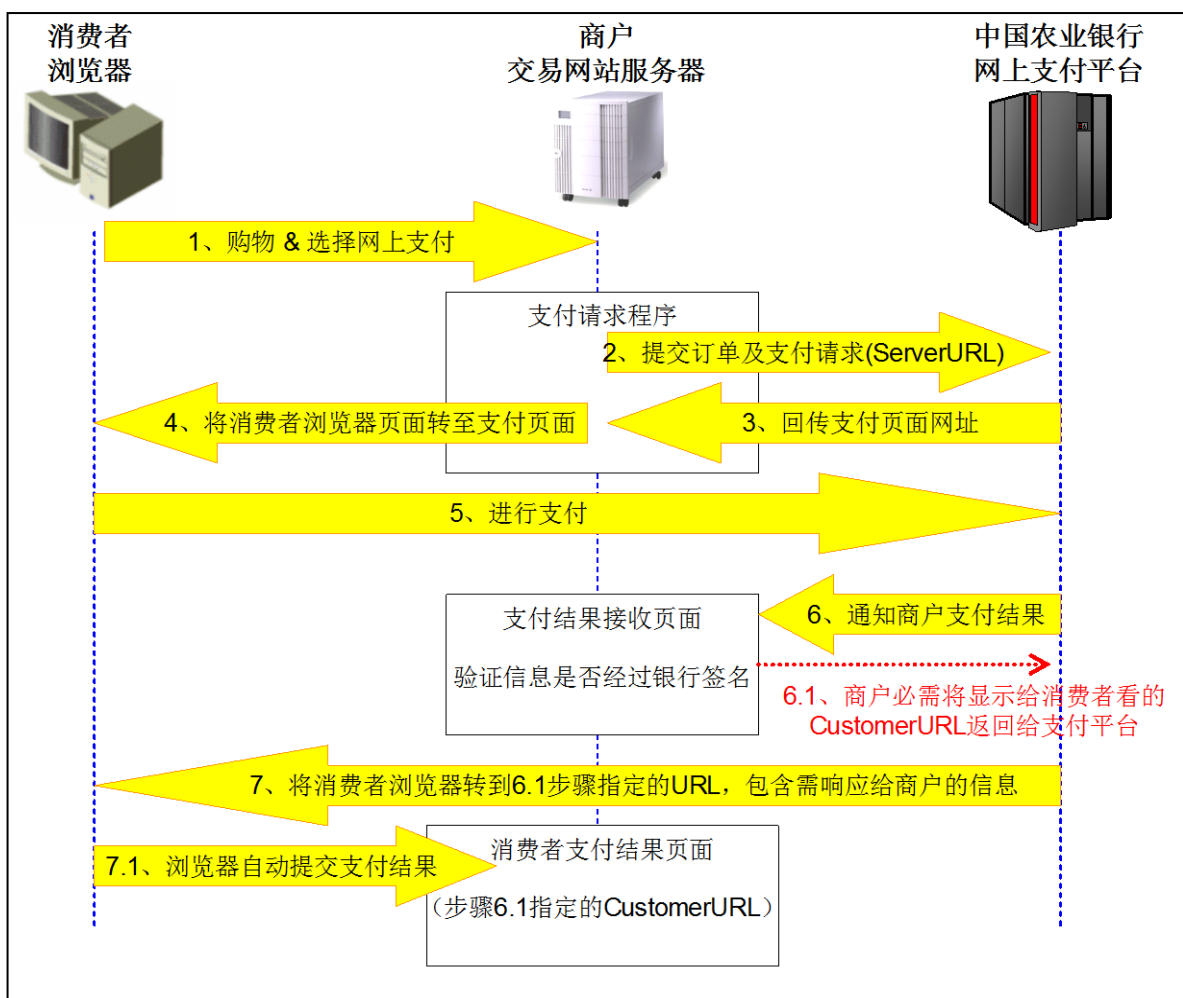 消费者
浏览器
商户
交易网站服务器
中国农业银行
网上支付平台
1、购物 & 选择网上支付
支付请求程序
2、提交订单及支付请求(ServerURL)
4、将消费者浏览器页面转至支付页面
3、回传支付页面网址
5、进行支付
6、通知商户支付结果
支付结果接收页面
验证信息是否经过银行签名
6.1、商户必需将显示给消费者看的
CustomerURL返回给支付平台
7、将消费者浏览器转到6.1步骤指定的URL，包含需响应给商户的信息
7.1、浏览器自动提交支付结果
消费者支付结果页面
（步骤6.1指定的CustomerURL）